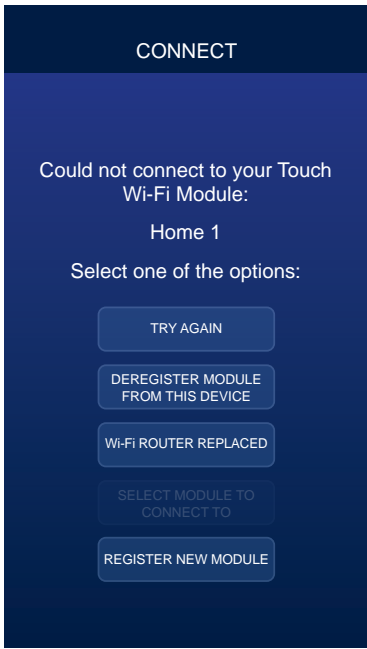 CONNECT
Could not connect to your Touch
Wi-Fi Module:
Home 1
Select one of the options:
TRY AGAIN
DEREGISTER MODULE
FROM THIS DEVICE
Wi-Fi ROUTER REPLACED
SELECT MODULE TO
CONNECT TO
REGISTER NEW MODULE